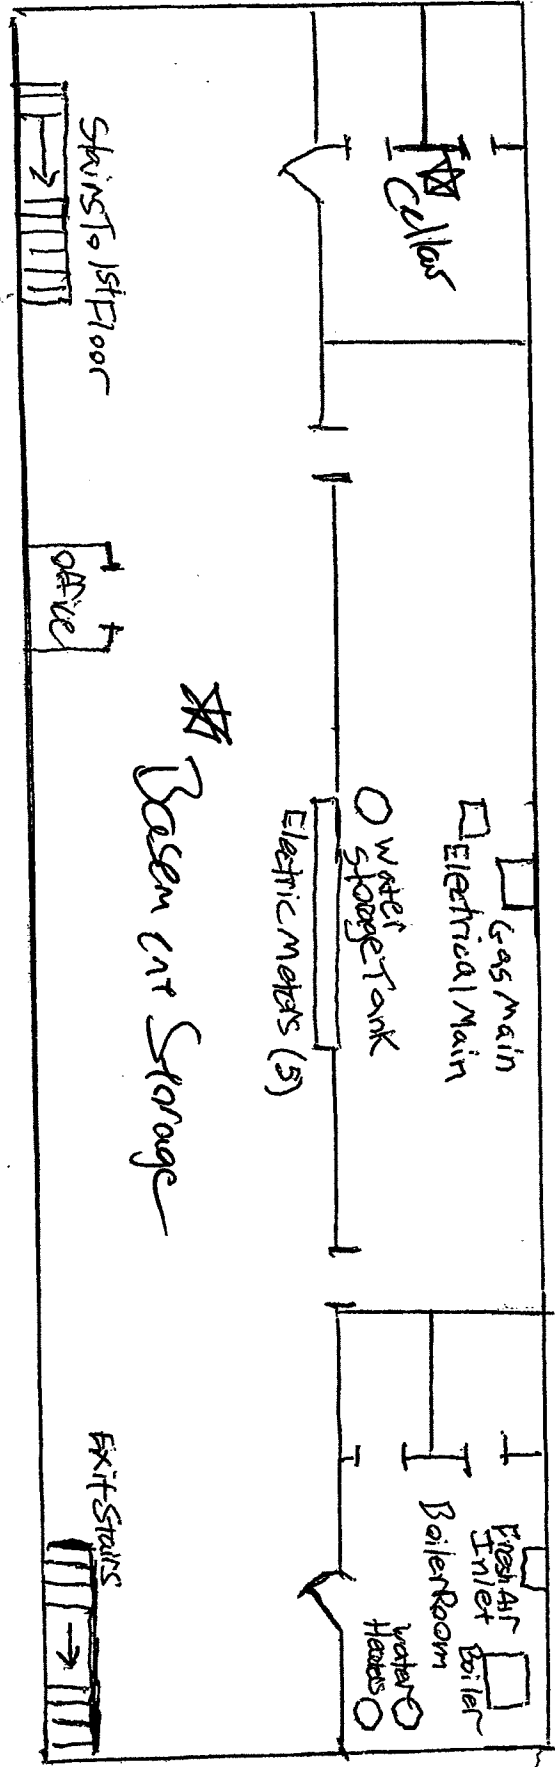 Cellar
Stairs To 1st Floor
office
Gas Main
Electrical Main
Water
Storage Tank
Electric Motors (5)
Basement Storage
Fresh Air
Inlet
Boiler
Boiler Room
Water
Heaters
Exit Stairs